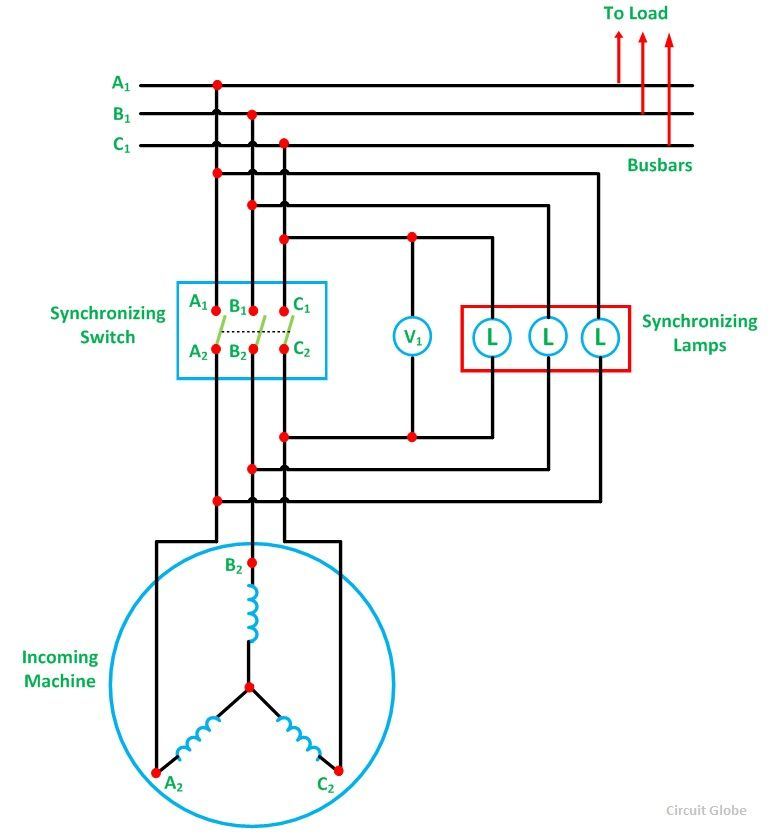 To Load
A₁
B₁
C₁
Busbars
Synchronizing
Switch
A₁ B₁ C₁
A₂ B₂ C₂
V₁
L L L
Synchronizing
Lamps
B₂
Incoming
Machine
A₂
C₂
Circuit Globe